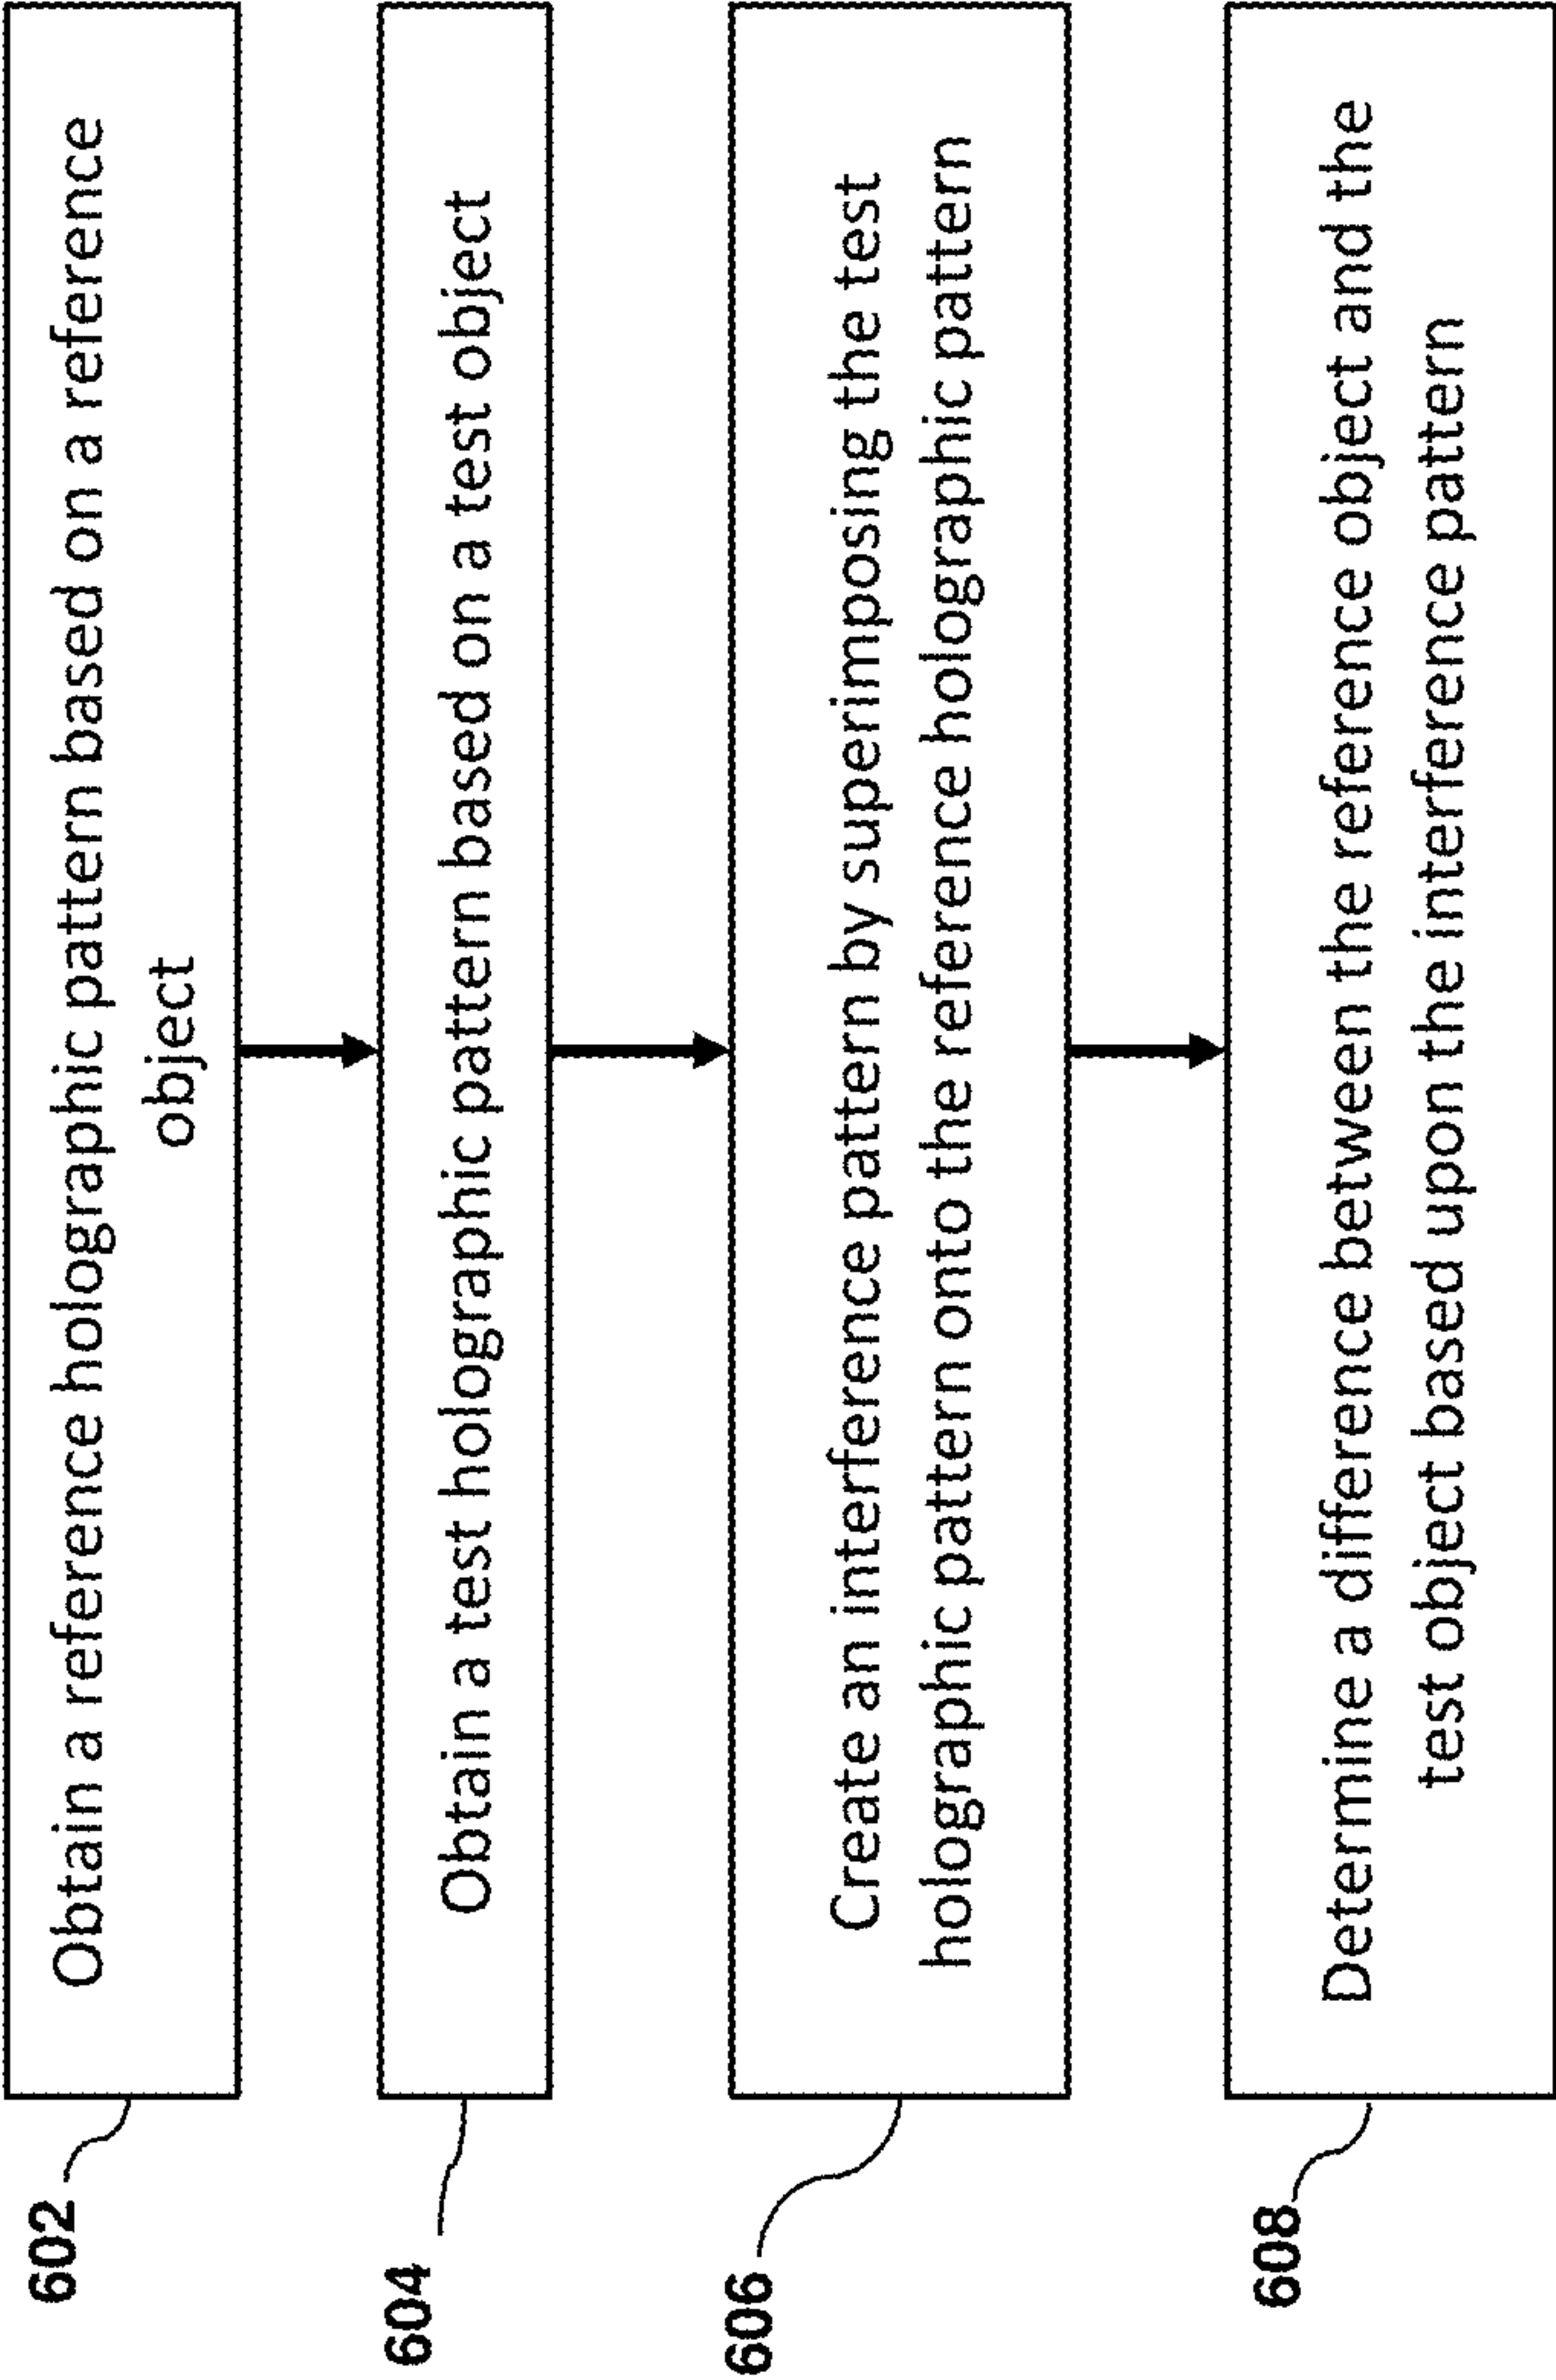 602
Obtain a reference holographic pattern based on a reference
object
604
Obtain a test holographic pattern based on a test object
606
Create an interference pattern by superimposing the test
holographic pattern onto the reference holographic pattern
608
Determine a difference between the reference object and the
test object based upon the interference pattern